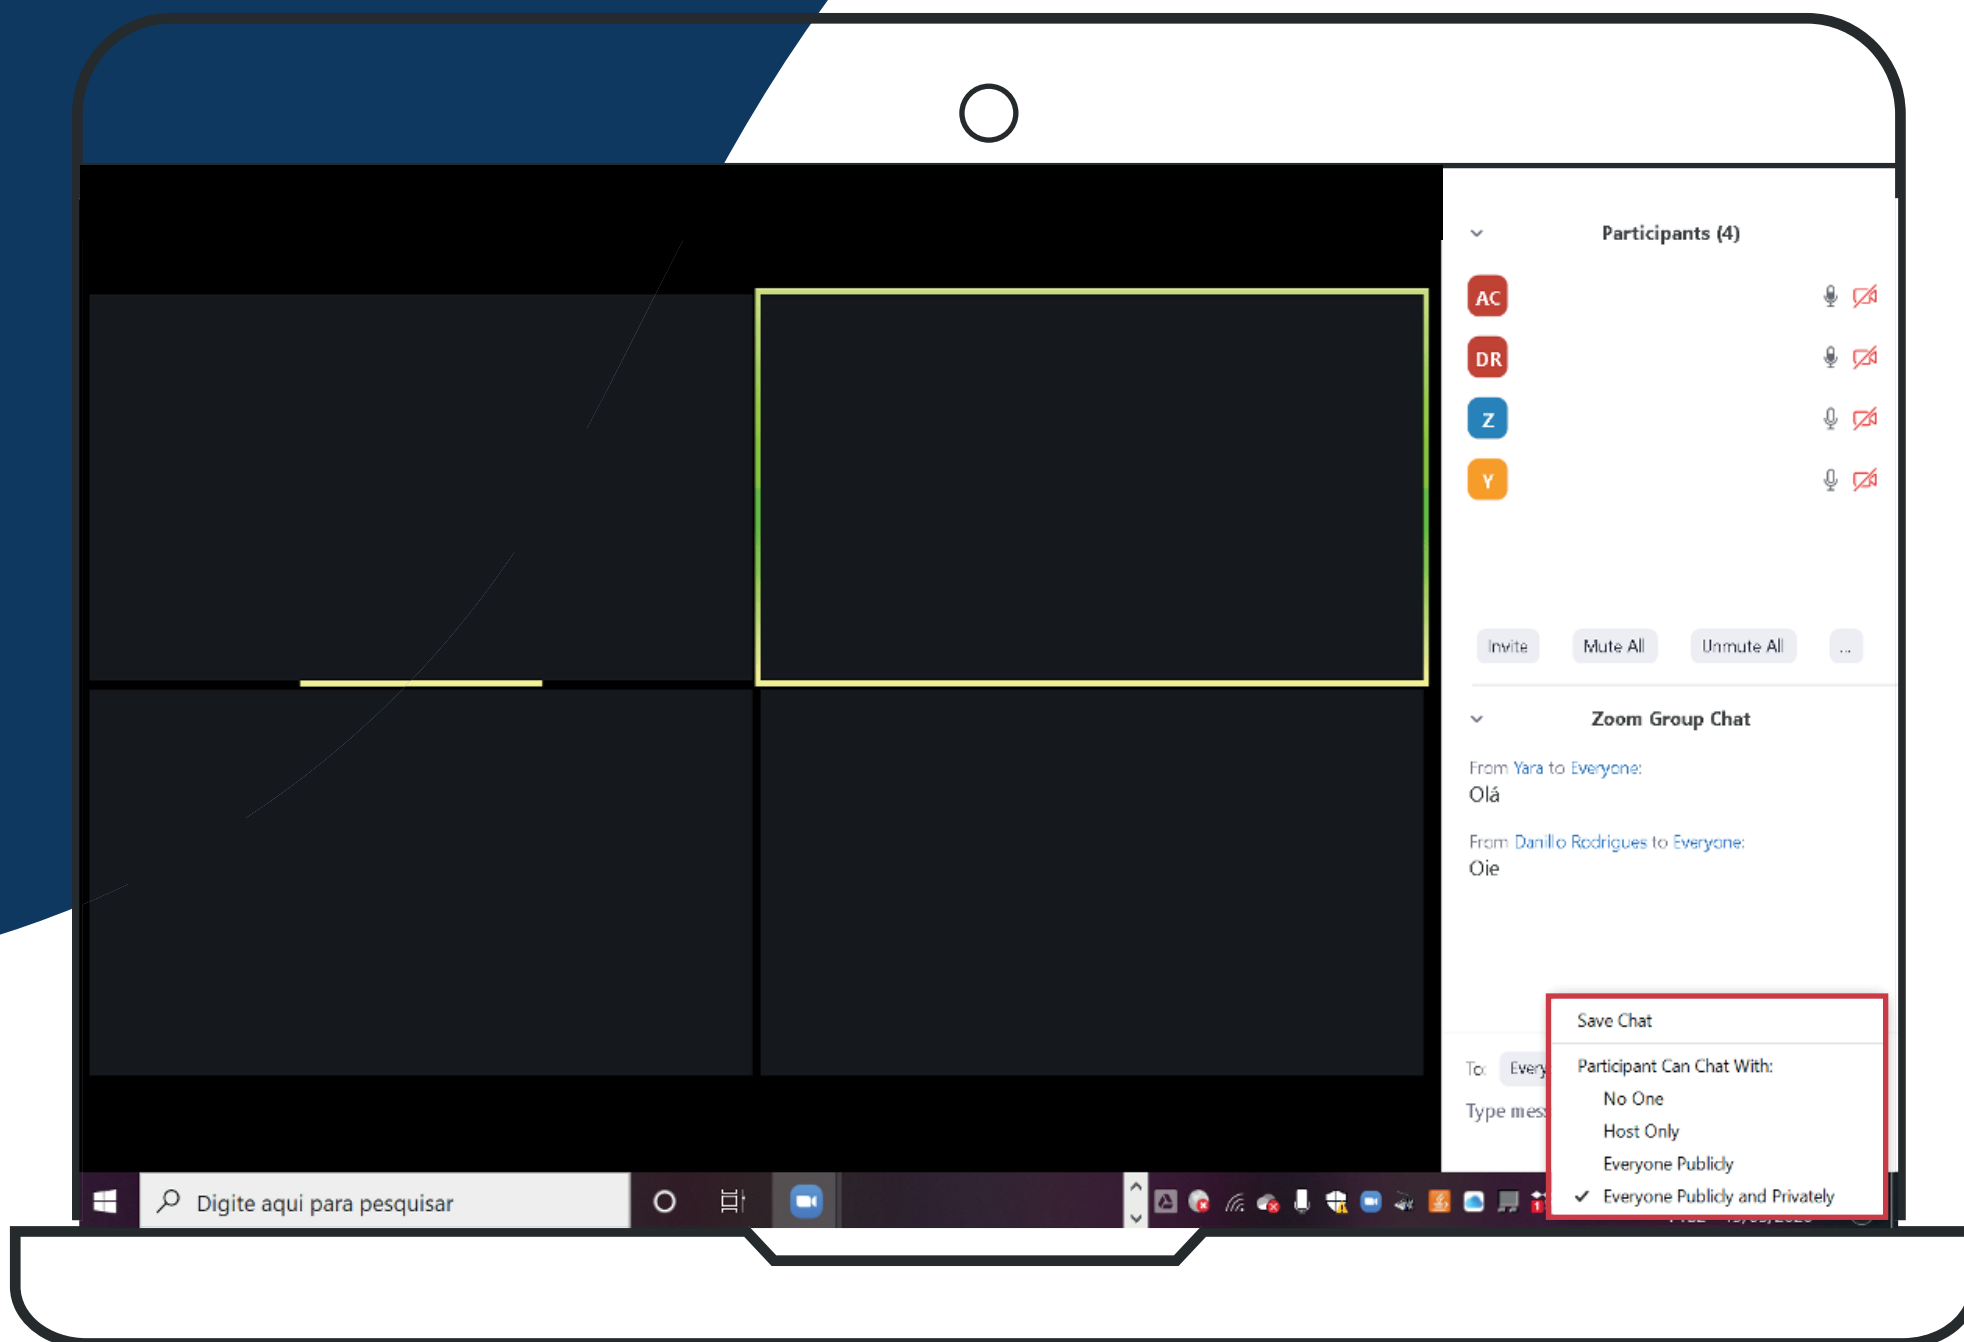 Participants (4)
AC
DR
Z
Y
Invite Mute All Unmute All ...
Zoom Group Chat
From Yara to Everyone:
Olá
From Danillo Rodrigues to Everyone:
Oie
Save Chat
Participant Can Chat With:
No One
Host Only
Everyone Publicly
✓ Everyone Publicly and Privately
To:
Type
Digite aqui para pesquisar